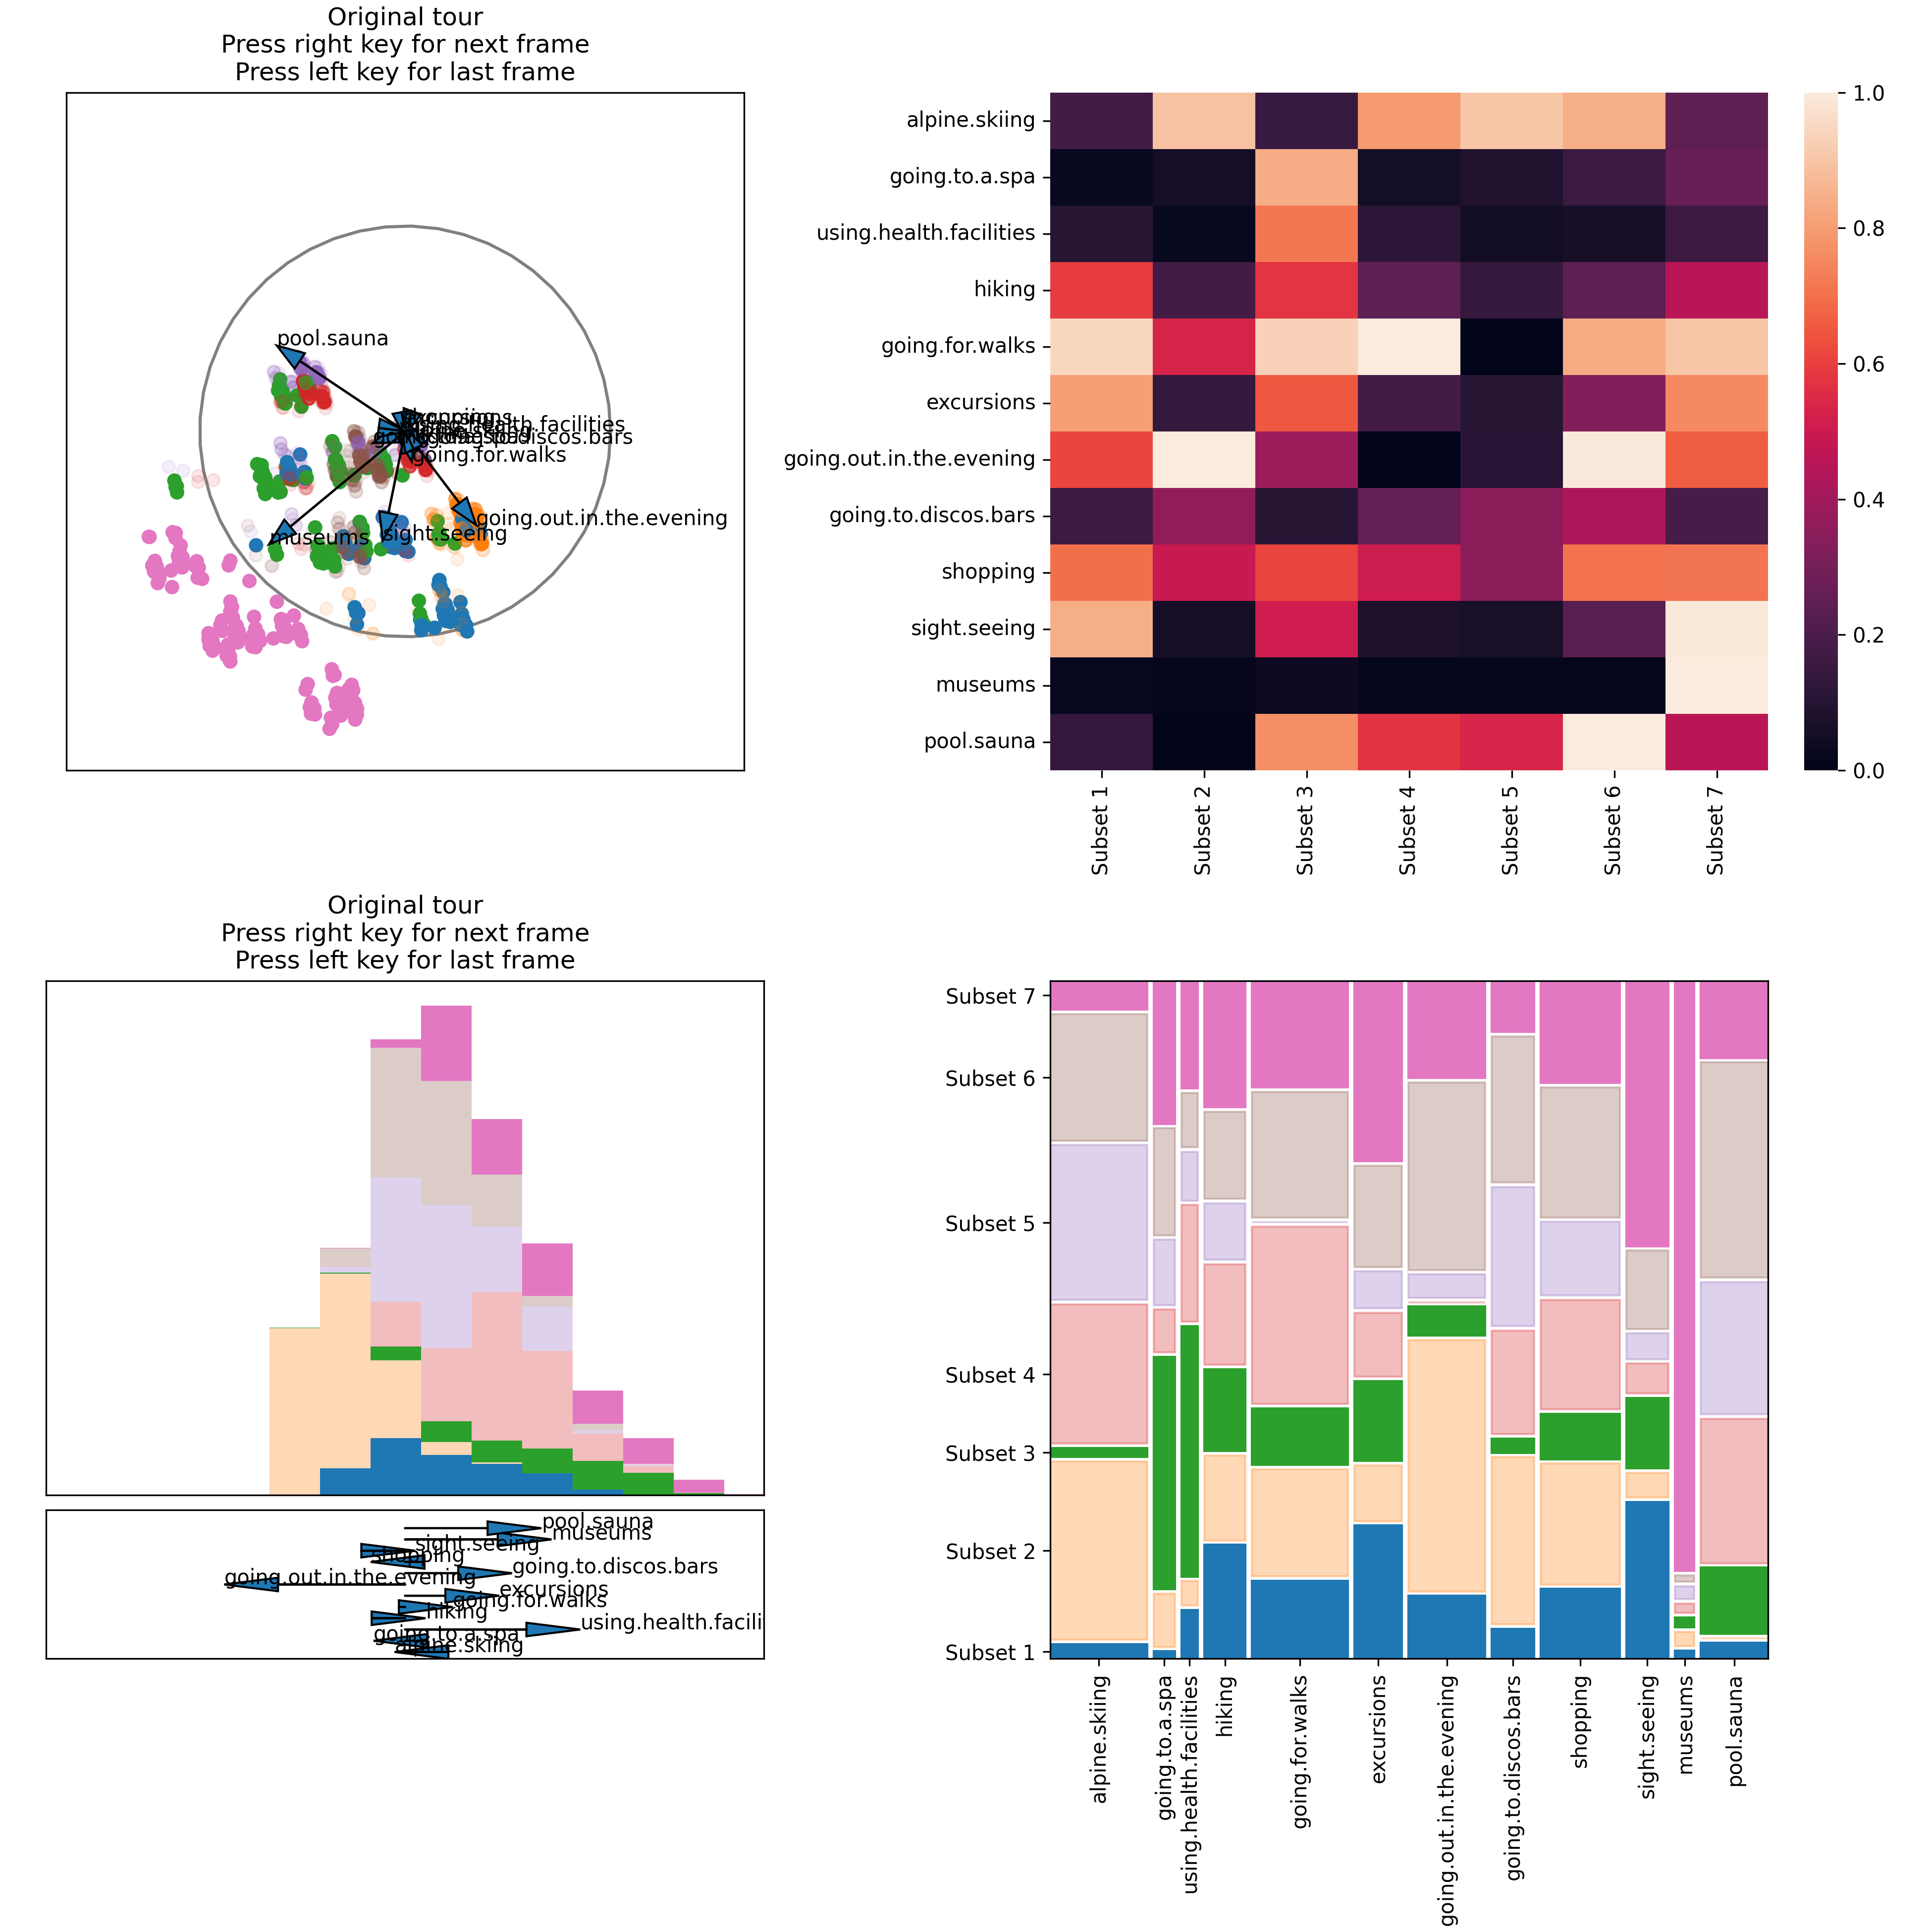 Original tour
Press right key for next frame
Press left key for last frame
pool.sauna
going.for.walks
going.out.in.the.evening
museums
sight.seeing
alpine.skiing
going.to.a.spa
using.health.facilities
hiking
going.for.walks
excursions
going.out.in.the.evening
going.to.discos.bars
shopping
sight.seeing
museums
pool.sauna
1.0
0.8
0.6
0.4
0.2
0.0
Subset 1
Subset 2
Subset 3
Subset 4
Subset 5
Subset 6
Subset 7
Original tour
Press right key for next frame
Press left key for last frame
pool.sauna
museums
sight.seeing
shopping
going.to.discos.bars
going.out.in.the.evening
excursions
going.for.walks
hiking
using.health.facili
going.to.a.spa
alpine.skiing
Subset 7
Subset 6
Subset 5
Subset 4
Subset 3
Subset 2
Subset 1
alpine.skiing
going.to.a.spa
using.health.facilities
hiking
going.for.walks
excursions
going.out.in.the.evening
going.to.discos.bars
shopping
sight.seeing
museums
pool.sauna